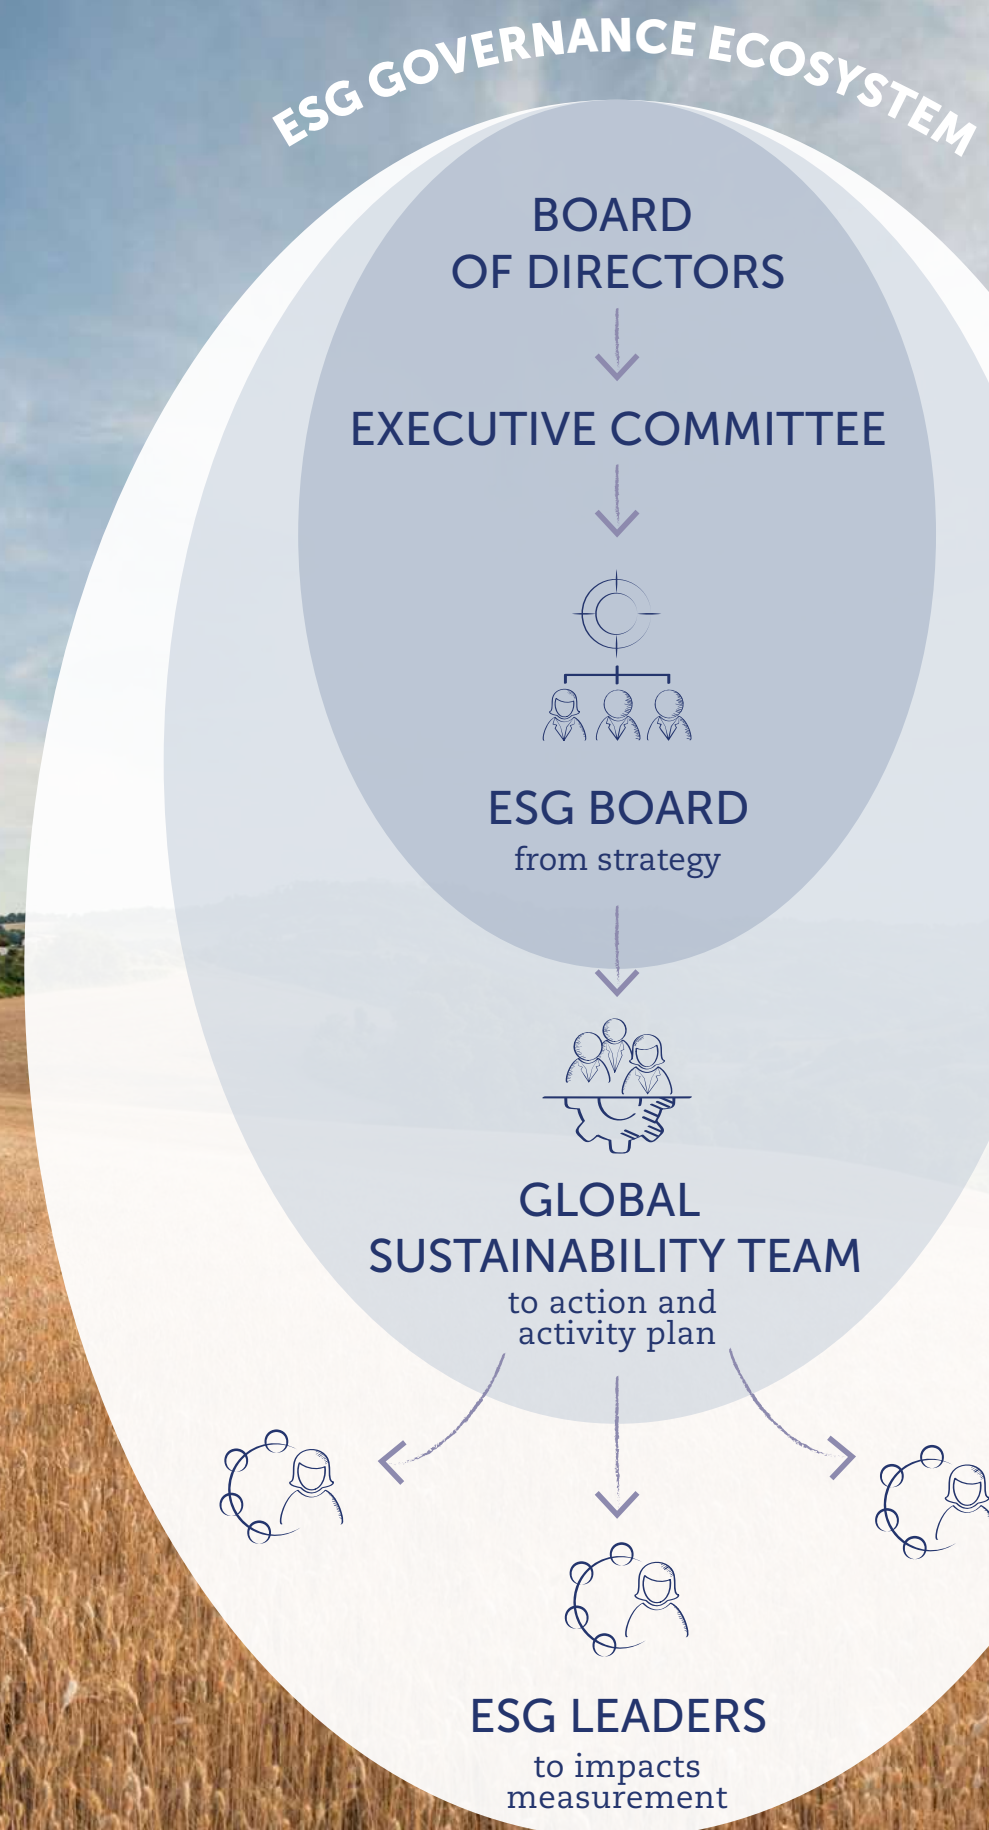 ESG GOVERNANCE ECOSYSTEM
BOARD
OF DIRECTORS
EXECUTIVE COMMITTEE
ESG BOARD
from strategy
GLOBAL
SUSTAINABILITY TEAM
to action and
activity plan
ESG LEADERS
to impacts
measurement